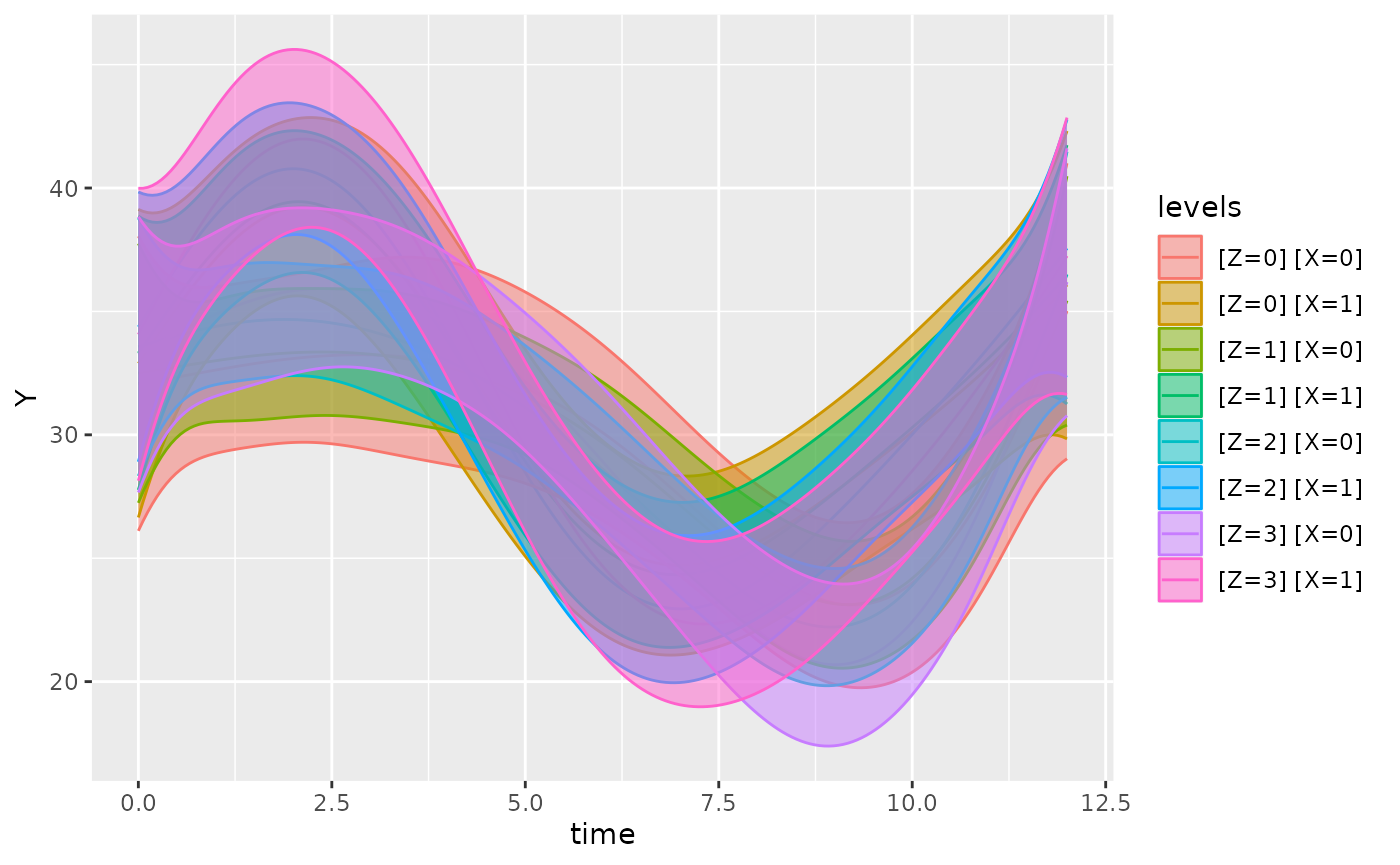 40
30
20
Y
0.0 2.5 5.0 7.5 10.0 12.5
time
levels
[Z=0] [X=0]
[Z=0] [X=1]
[Z=1] [X=0]
[Z=1] [X=1]
[Z=2] [X=0]
[Z=2] [X=1]
[Z=3] [X=0]
[Z=3] [X=1]